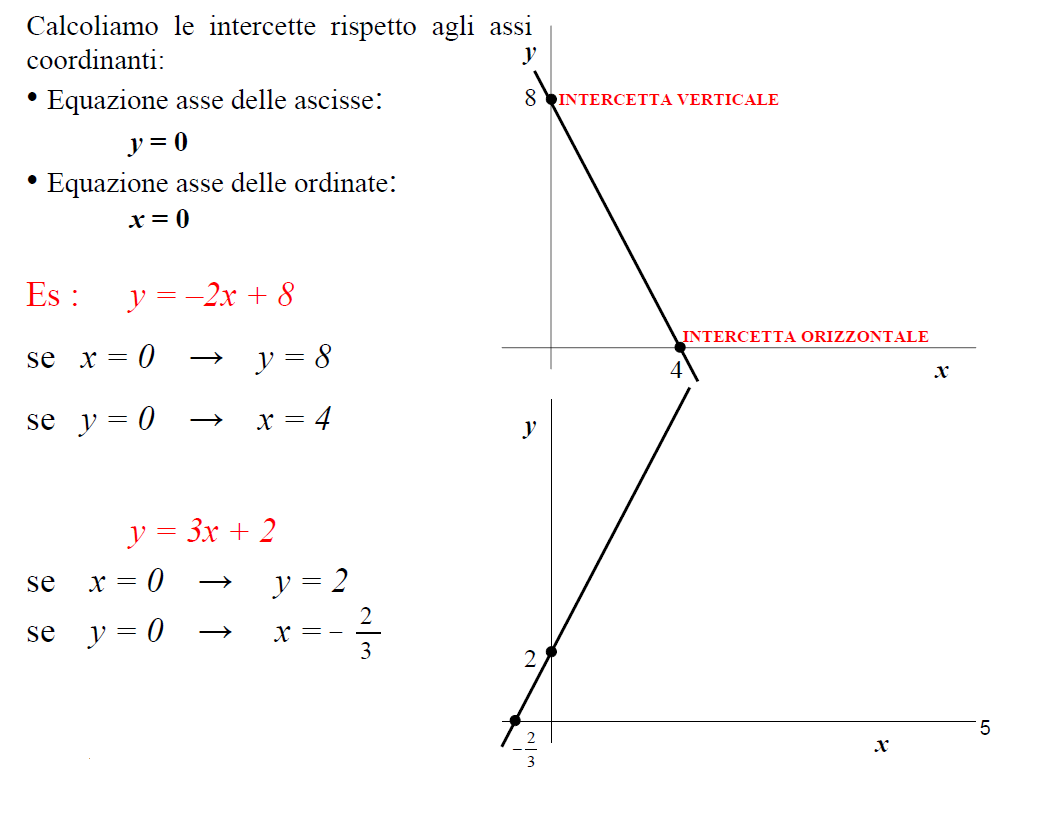 Calcoliamo le intercette rispetto agli assi
coordinanti:
• Equazione asse delle ascisse:
y = 0
• Equazione asse delle ordinate:
x = 0
Es : y = –2x + 8
se x = 0 → y = 8
se y = 0 → x = 4
y = 3x + 2
se x = 0 → y = 2
se y = 0 → x = – 2/3
y
8 INTERCETTA VERTICALE
INTERCETTA ORIZZONTALE
4
x
y
2
5
–2/3
x